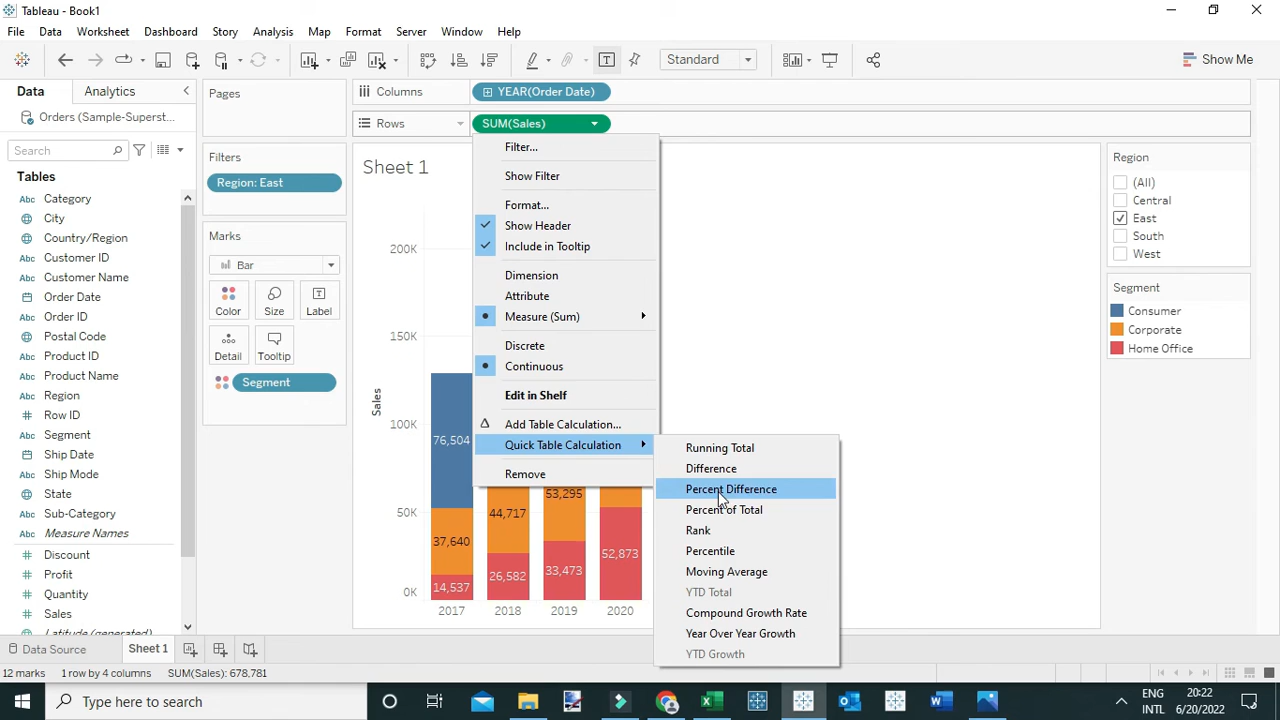 Tableau - Book1
File Data Worksheet Dashboard Story Analysis Map Format Server Window Help
Standard
Show Me
Data Analytics
Orders (Sample-Superst...
Search
Tables
Abc Category
City
Country/Region
Abc Customer ID
Abc Customer Name
Order Date
Abc Order ID
Postal Code
Abc Product ID
Abc Product Name
Abc Region
# Row ID
Abc Segment
Ship Date
Abc Ship Mode
State
Abc Sub-Category
Abc Measure Names
# Discount
# Profit
# Quantity
# Sales
Latitude (generated)
Pages
Filters
Region: East
Marks
Bar
Color Size Label
Detail Tooltip
Segment
Columns YEAR(Order Date)
Rows SUM(Sales)
Sheet 1
Filter...
Show Filter
Format...
Show Header
Include in Tooltip
Dimension
Attribute
Measure (Sum)
Discrete
Continuous
Edit in Shelf
Add Table Calculation...
Quick Table Calculation
Remove
Running Total
Difference
Percent Difference
Percent of Total
Rank
Percentile
Moving Average
YTD Total
Compound Growth Rate
Year Over Year Growth
YTD Growth
200K
150K
100K
50K
0K
Sales
76,504
37,640
14,537
44,717
26,582
53,295
33,473
52,873
2017 2018 2019 2020
Region
(All)
Central
East
South
West
Segment
Consumer
Corporate
Home Office
Data Source Sheet 1
12 marks 1 row by 4 columns SUM(Sales): 678,781
Type here to search
ENG
INTL
20:22
6/20/2022